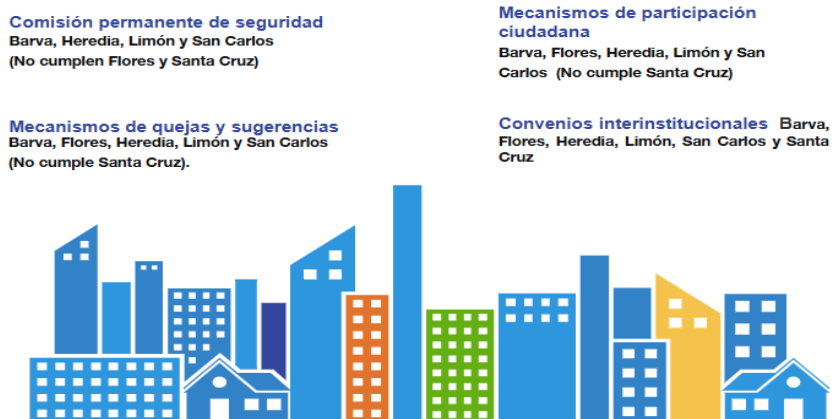 Comisión permanente de seguridad
Barva, Heredia, Limón y San Carlos
(No cumplen Flores y Santa Cruz)
Mecanismos de participación
ciudadana
Barva, Flores, Heredia, Limón y San
Carlos (No cumple Santa Cruz)
Mecanismos de quejas y sugerencias
Barva, Flores, Heredia, Limón y San Carlos
(No cumple Santa Cruz).
Convenios interinstitucionales Barva,
Flores, Heredia, Limón, San Carlos y Santa
Cruz